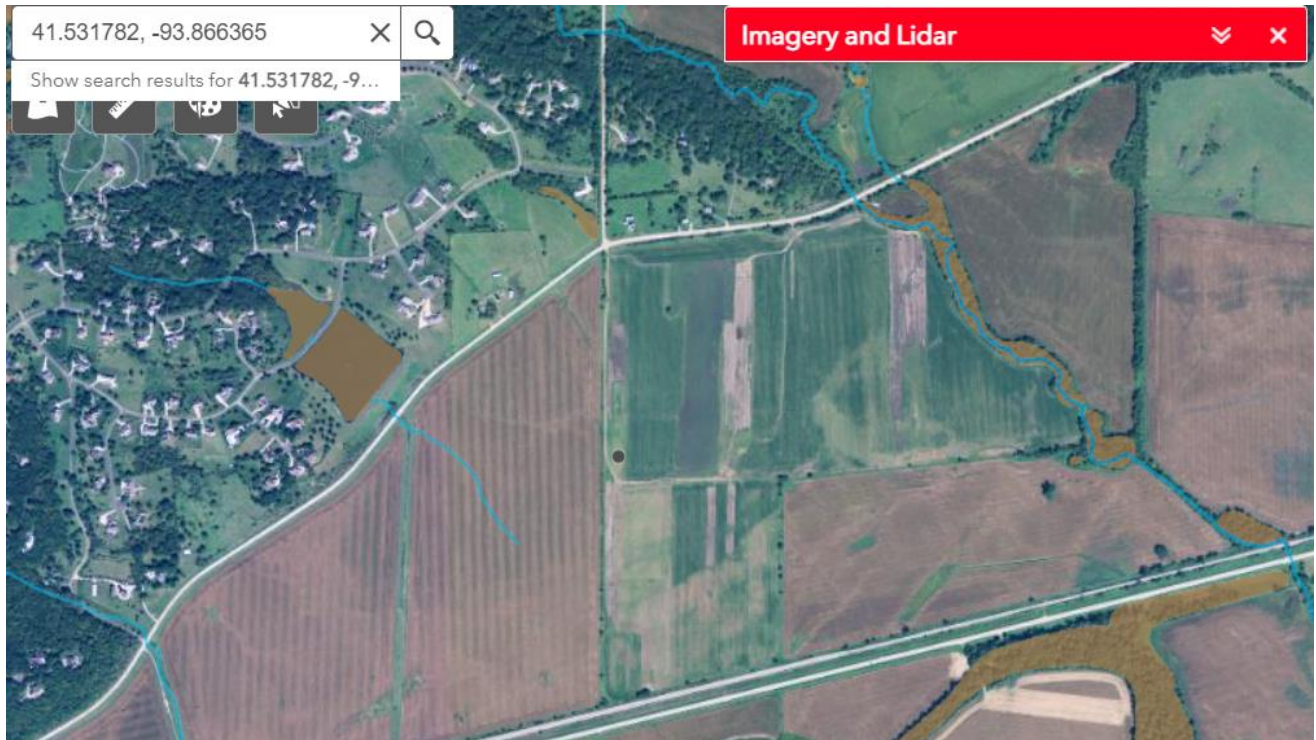 41.531782, -93.866365
Imagery and Lidar
Show search results for 41.531782, -9...